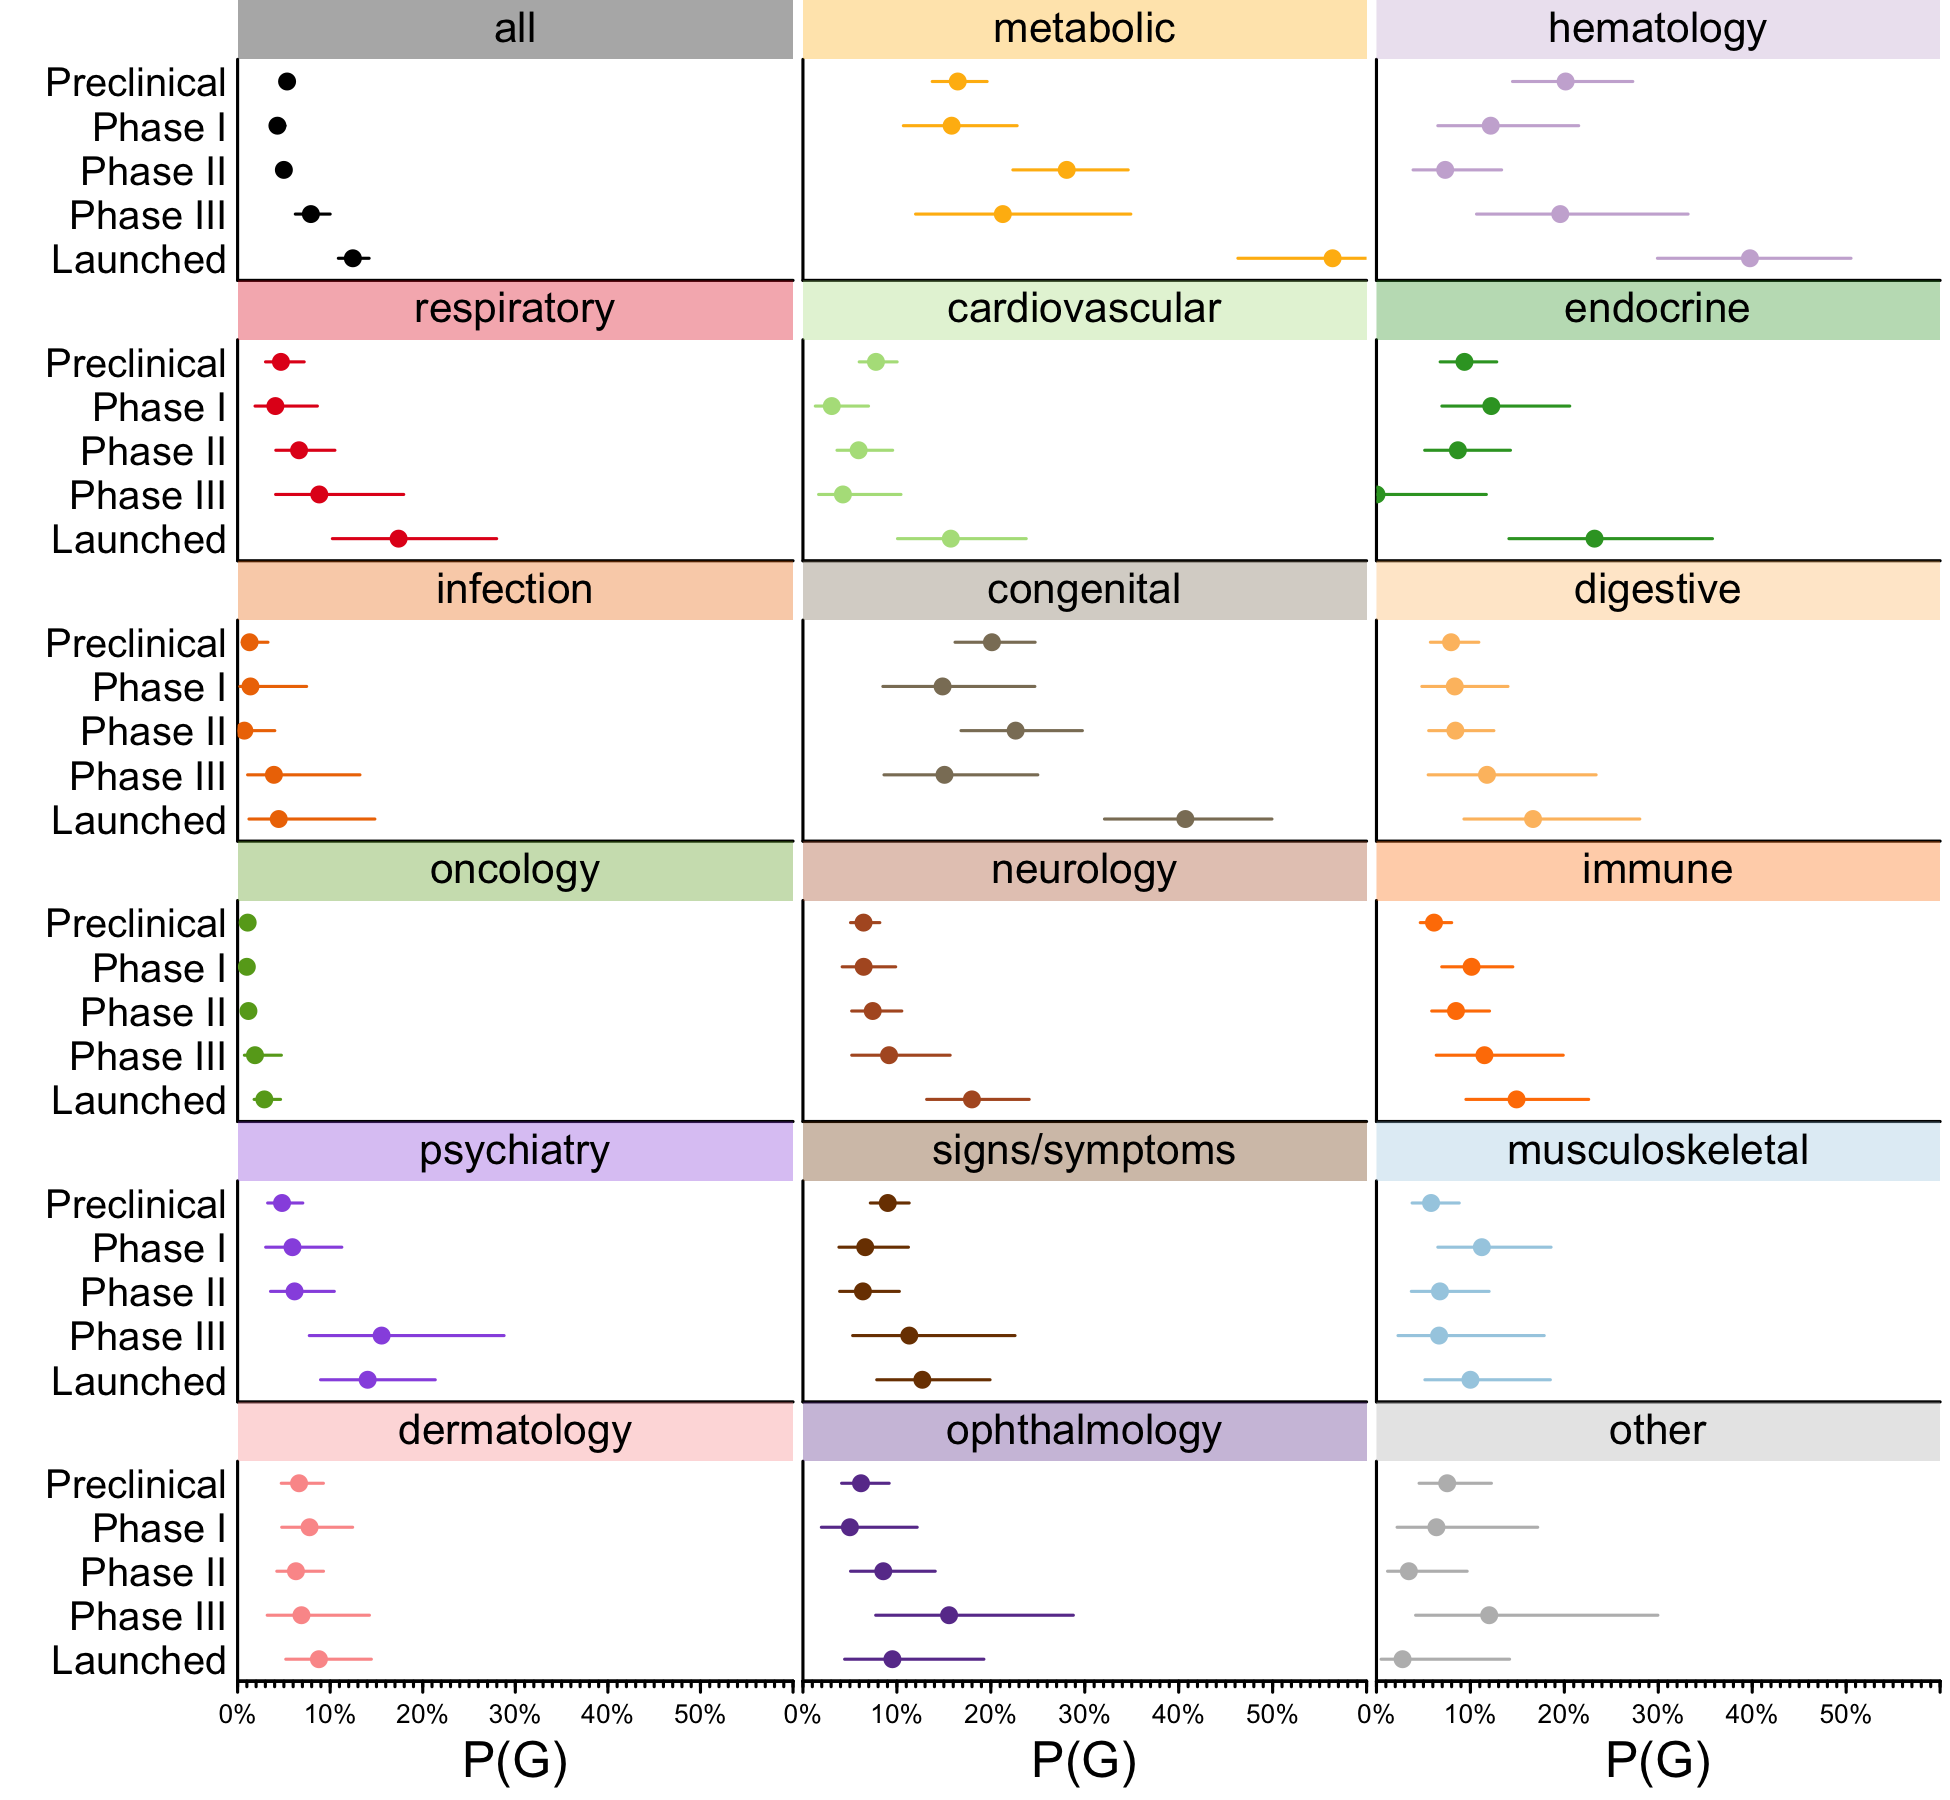 all metabolic hematology
Preclinical
Phase I
Phase II
Phase III
Launched
respiratory cardiovascular endocrine
Preclinical
Phase I
Phase II
Phase III
Launched
infection congenital digestive
Preclinical
Phase I
Phase II
Phase III
Launched
oncology neurology immune
Preclinical
Phase I
Phase II
Phase III
Launched
psychiatry signs/symptoms musculoskeletal
Preclinical
Phase I
Phase II
Phase III
Launched
dermatology ophthalmology other
Preclinical
Phase I
Phase II
Phase III
Launched
0% 10% 20% 30% 40% 50% 0% 10% 20% 30% 40% 50% 0% 10% 20% 30% 40% 50%
P(G) P(G) P(G)